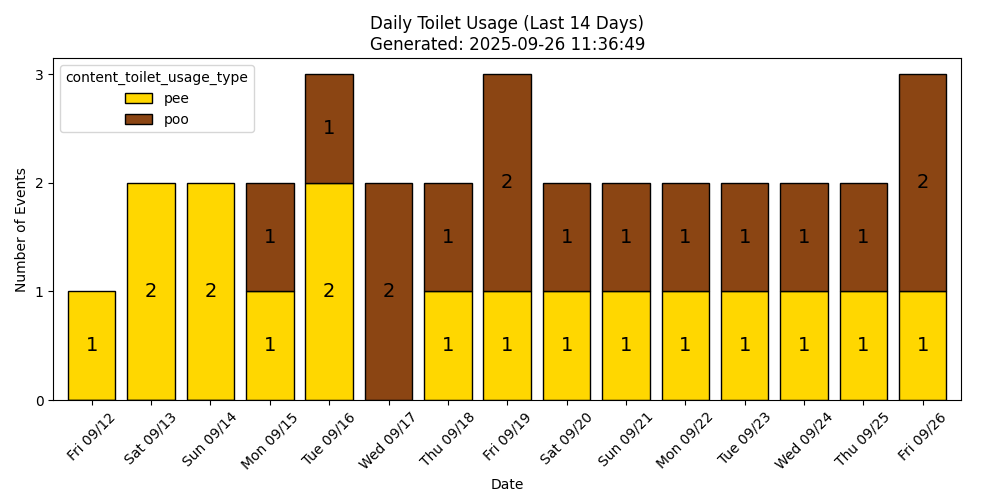 Daily Toilet Usage (Last 14 Days)
Generated: 2025-09-26 11:36:49
content_toilet_usage_type
pee
poo
Number of Events
3
2
1
0
1
2
2
1
1
2
1
2
1
1
1
2
1
1
1
1
1
1
1
1
1
1
1
1
1
2
Fri 09/12
Sat 09/13
Sun 09/14
Mon 09/15
Tue 09/16
Wed 09/17
Thu 09/18
Fri 09/19
Sat 09/20
Sun 09/21
Mon 09/22
Tue 09/23
Wed 09/24
Thu 09/25
Fri 09/26
Date